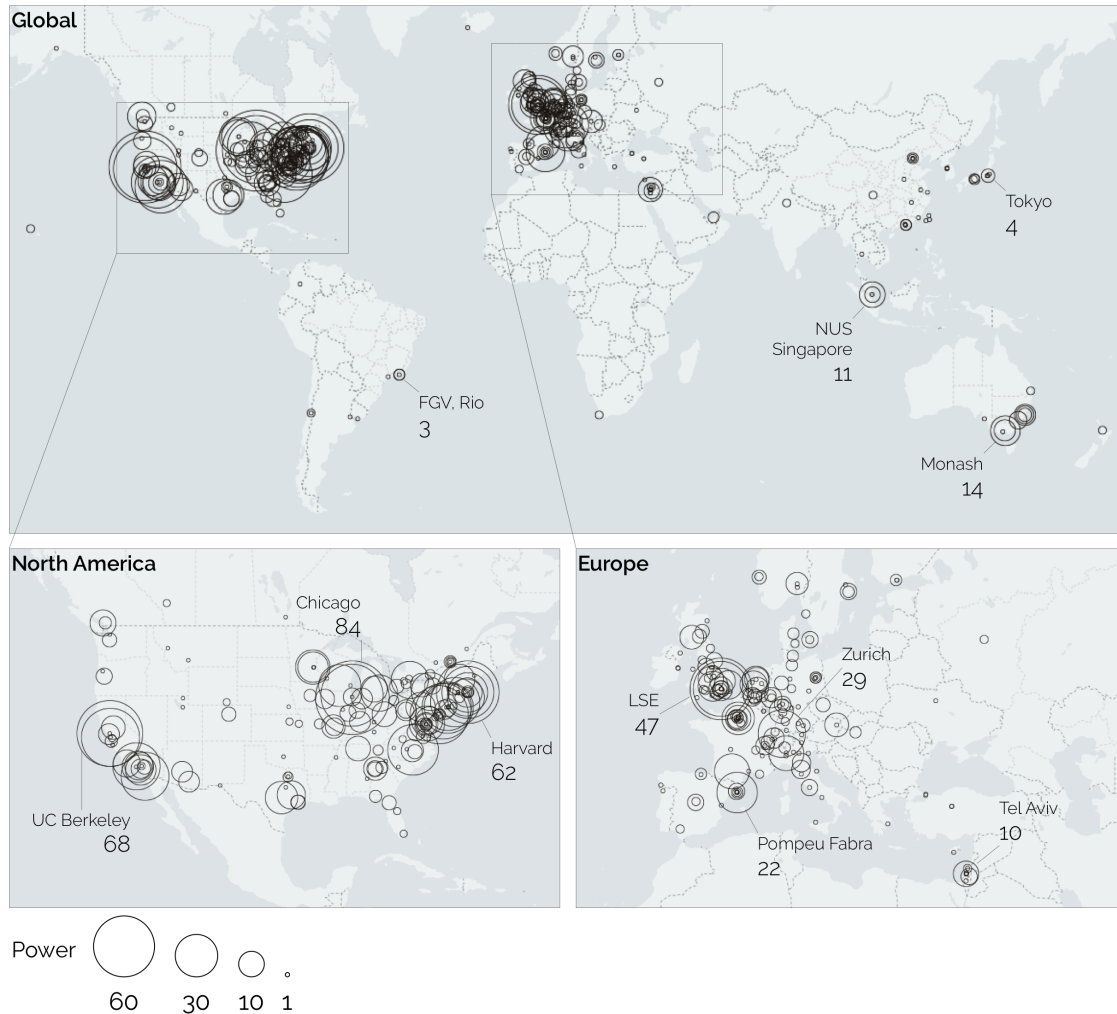 Global
Tokyo
4
NUS
Singapore
11
FGV, Rio
3
Monash
14
North America
Chicago
84
Harvard
62
UC Berkeley
68
Europe
Zurich
29
LSE
47
Tel Aviv
10
Pompeu Fabra
22
Power
60 30 10 1